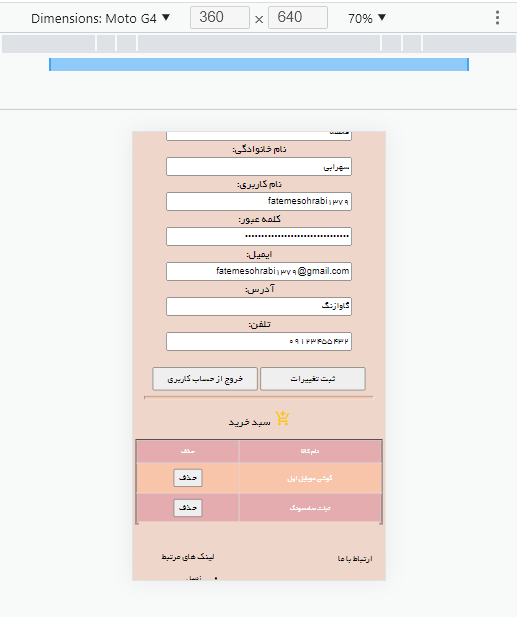 Dimensions: Moto G4 ▼ 360 × 640 70% ▼
فاطمه
نام خانوادگی:
سهرابی
نام کاربری:
fatemesohrabi۱۳۷۹
کلمه عبور:
••••••••••••••••••••••••••••••••
ایمیل:
fatemesohrabi۱۳۷۹@gmail.com
آدرس:
گاوازنگ
تلفن:
۰۹۱۲۳۴۵۵۴۳۲
ثبت تغییرات خروج از حساب کاربری
سبد خرید
نام کالا حذف
گوشی موبایل اپل حذف
تبلت سامسونگ حذف
ارتباط با ما لینک های مرتبط